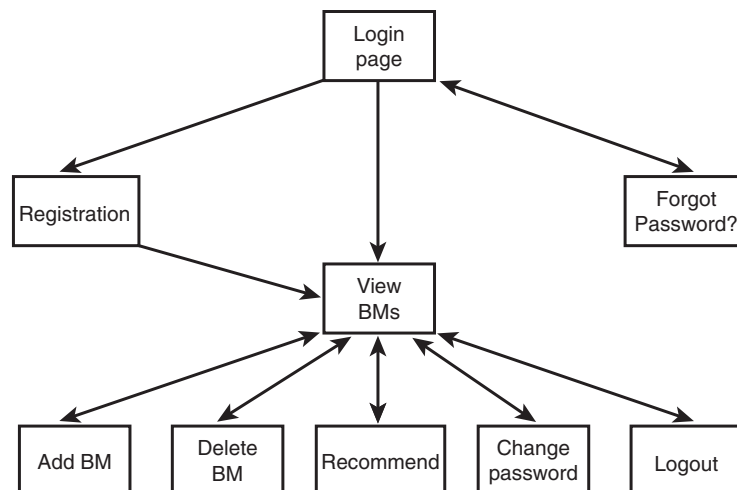 Login
page
Registration
Forgot
Password?
View
BMs
Add BM
Delete
BM
Recommend
Change
password
Logout